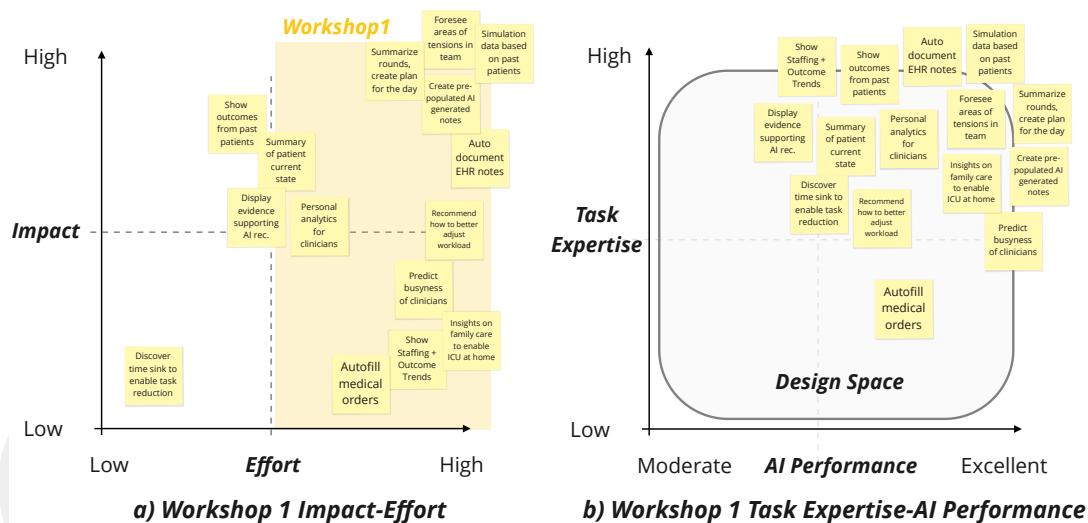 Workshop1
High
Impact
Low
Low
Effort
High
Foresee
areas of
tensions in
team
Simulation
data based
on past
patients
Summarize
rounds,
create plan
for the day
Create pre-
populated AI
generated
notes
Show
outcomes
from past
patients
Summary
of patient
current
state
Auto
document
EHR notes
Display
evidence
supporting
AI rec.
Personal
analytics
for
clinicians
Recommend
how to better
adjust
workload
Predict
busyness
of clinicians
Insights on
family care
to enable
ICU at home
Show
Staffing +
Outcome
Trends
Autofill
medical
orders
Discover
time sink to
enable task
reduction
a) Workshop 1 Impact-Effort
High
Task
Expertise
Low
Moderate
AI Performance
Excellent
Show
Staffing +
Outcome
Trends
Show
outcomes
from past
patients
Auto
document
EHR notes
Simulation
data based
on past
patients
Display
evidence
supporting
AI rec.
Summary
of patient
current
state
Personal
analytics
for
clinicians
Foresee
areas of
tensions in
team
Summarize
rounds,
create plan
for the day
Discover
time sink to
enable task
reduction
Recommend
how to better
adjust
workload
Insights on
family care
to enable
ICU at home
Create pre-
populated AI
generated
notes
Predict
busyness
of clinicians
Autofill
medical
orders
Design Space
b) Workshop 1 Task Expertise-AI Performance